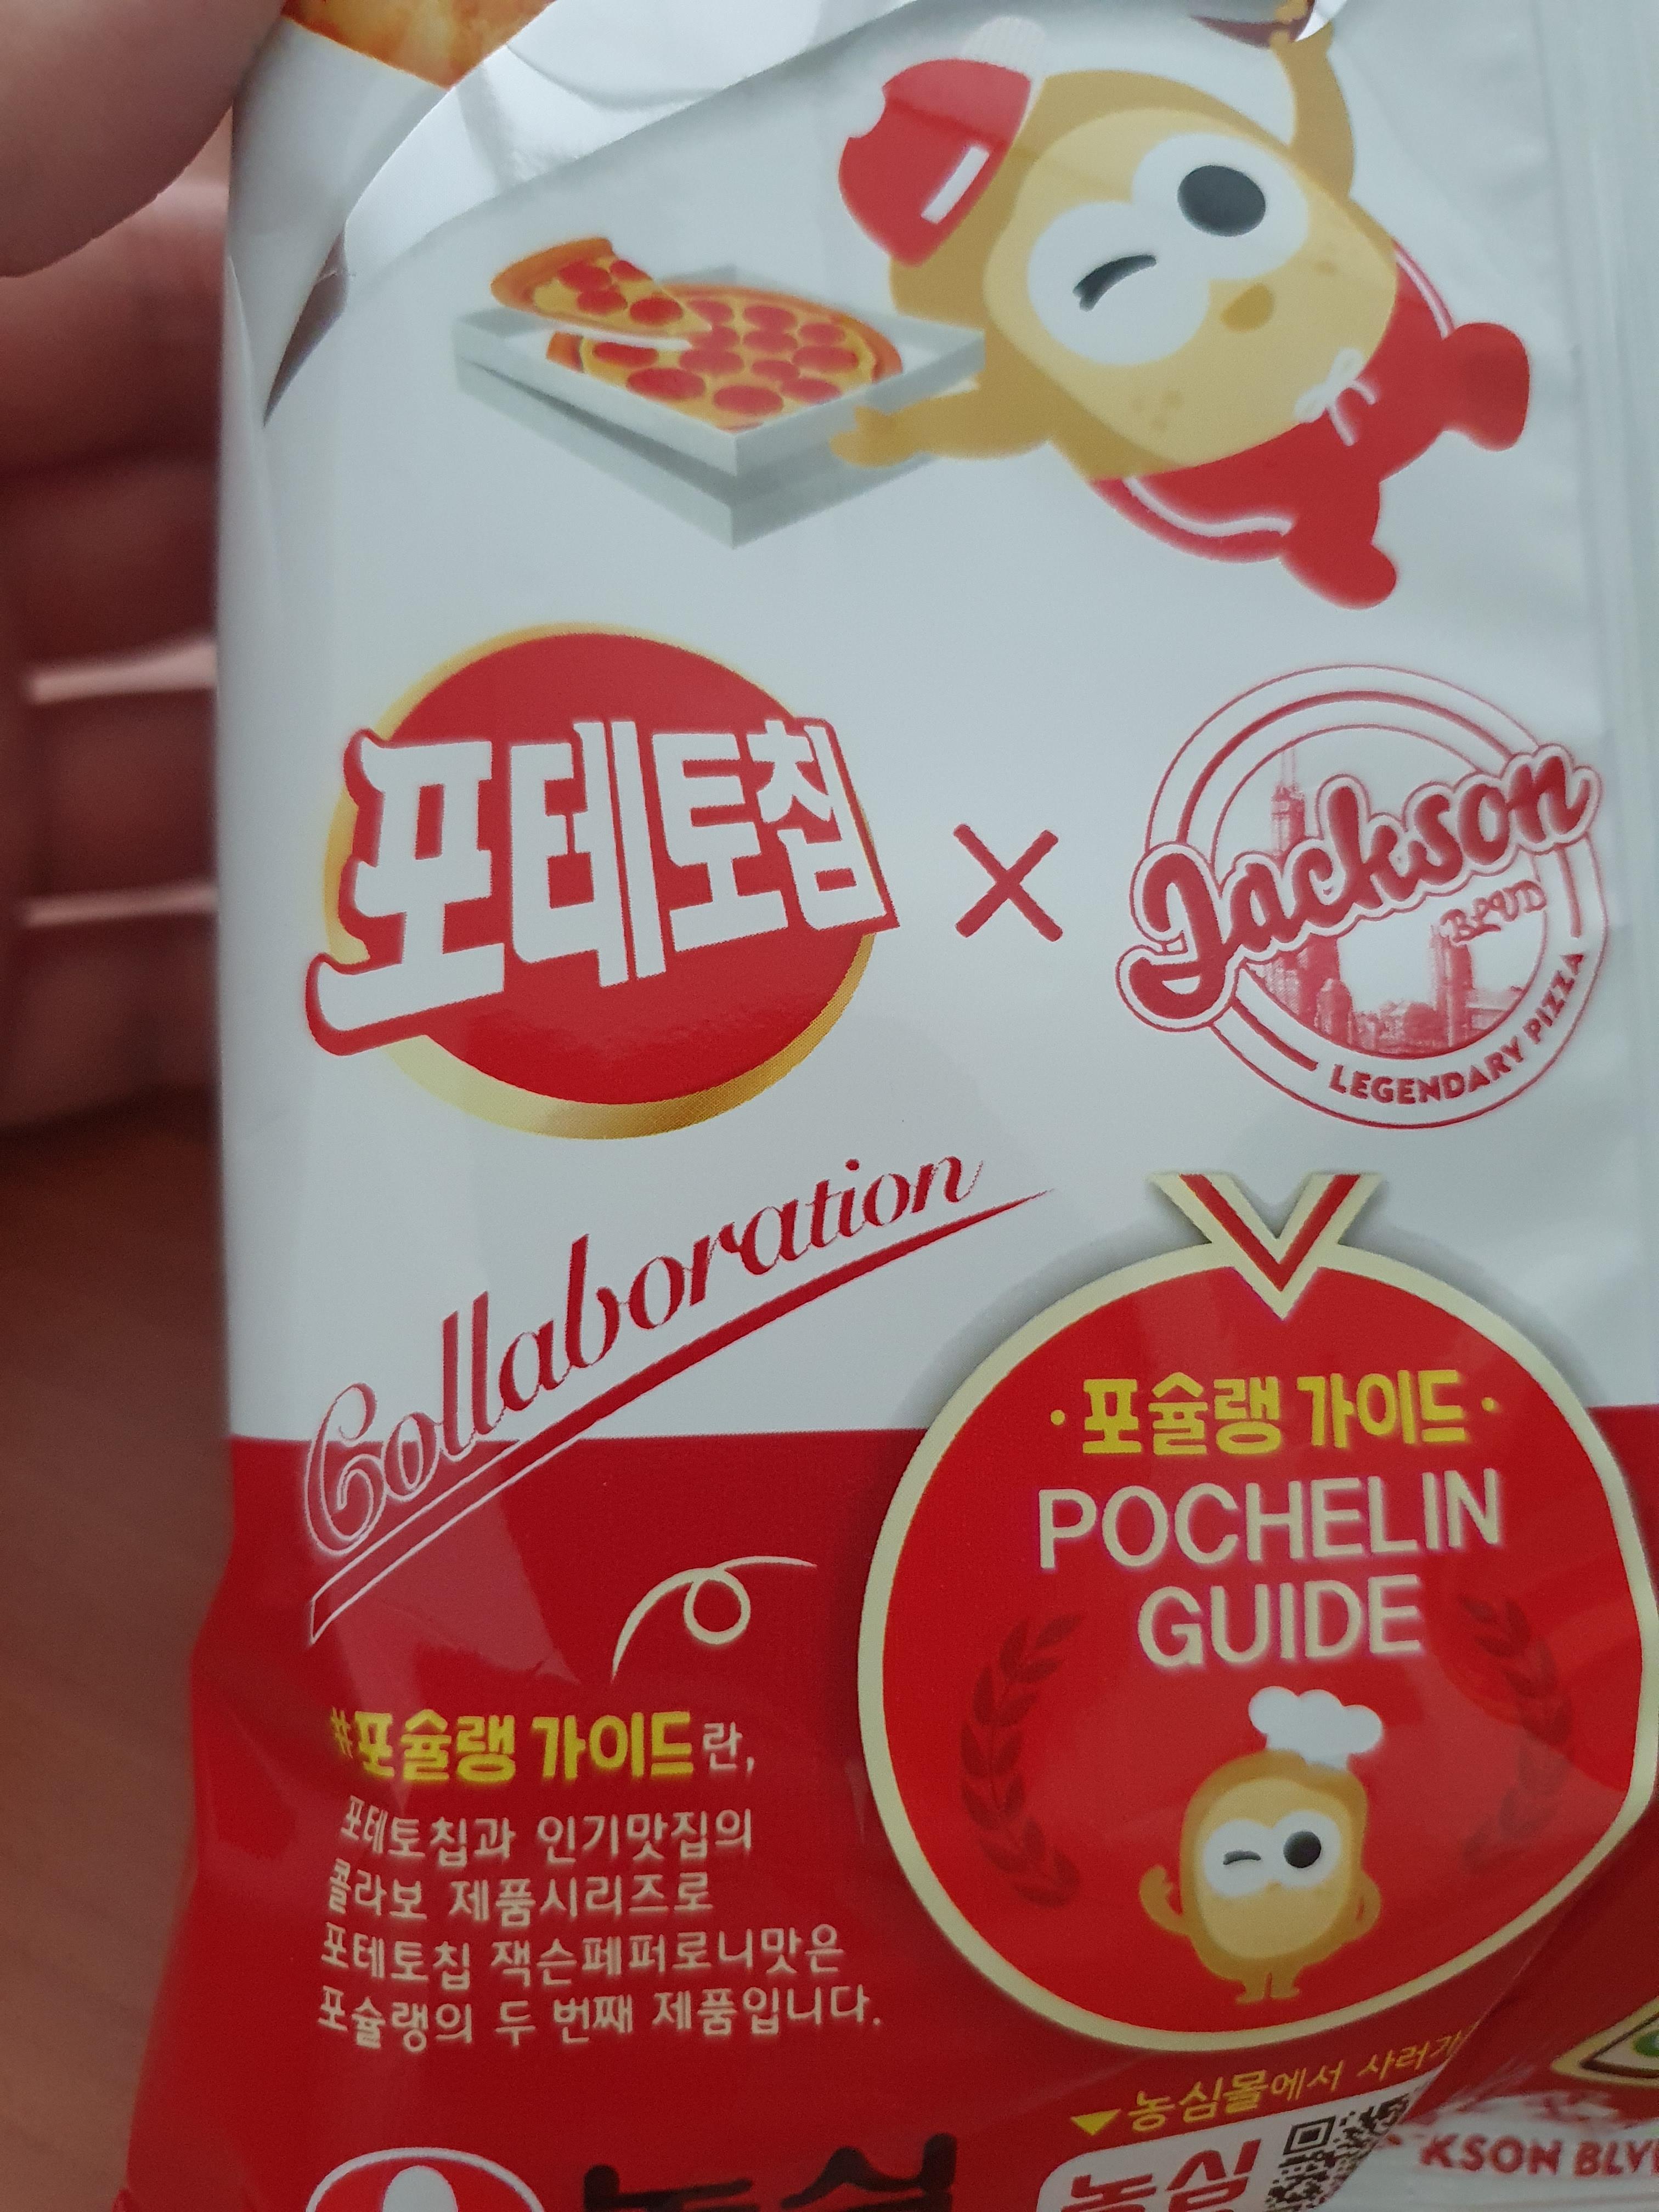 포테토칩
×
Jackson
BLVD
LEGENDARY PIZZA
Collaboration
· 포슐랭 가이드 ·
POCHELIN
GUIDE
#포슐랭 가이드란,
포테토칩과 인기맛집의
콜라보 제품시리즈로
포테토칩 잭슨페퍼로니맛은
포슐랭의 두 번째 제품입니다.
▼농심몰에서 사러가
농심
농심
KSON BLV